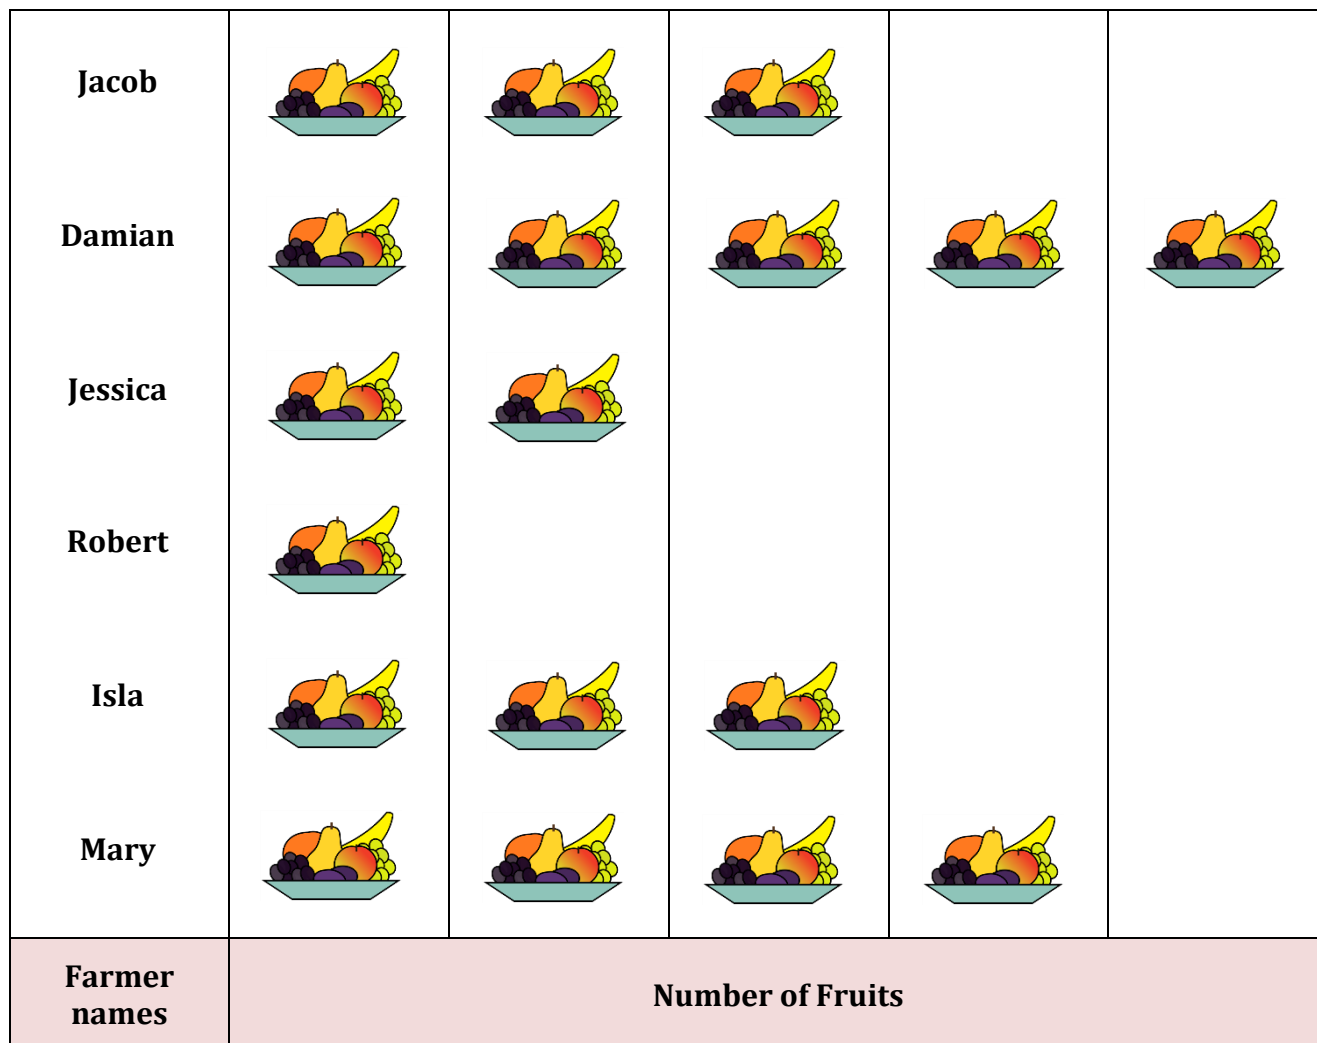 Jacob
Damian
Jessica
Robert
Isla
Mary
Farmer
names
Number of Fruits